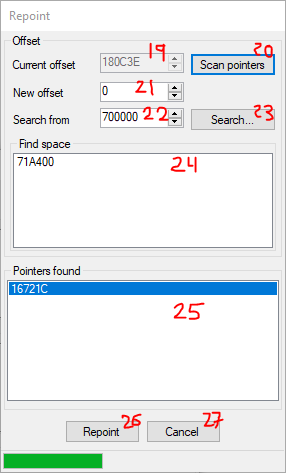 Repoint
Offset
Current offset 180C3E 19 Scan pointers 20
New offset 0 21
Search from 700000 22 Search... 23
Find space
71A400 24
Pointers found
16721C
25
Repoint 26 Cancel 27